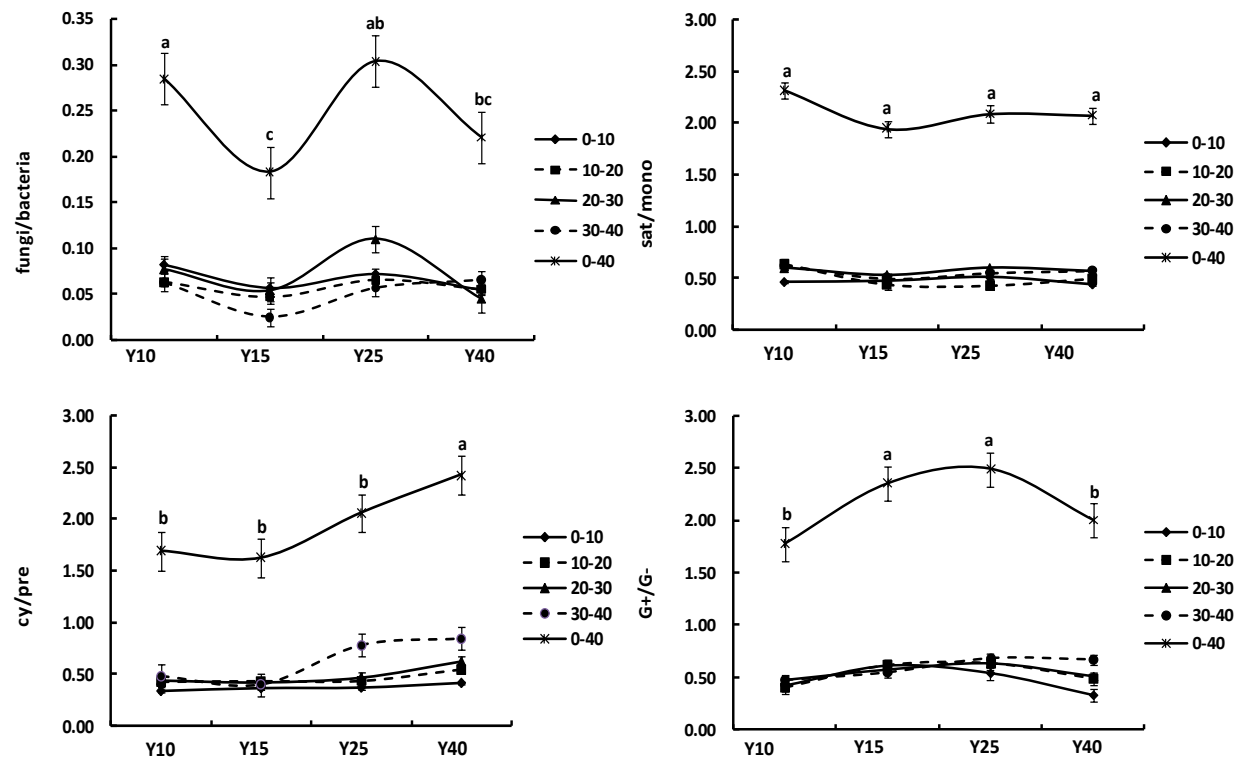 fungi/bacteria
0.35
0.30
0.25
0.20
0.15
0.10
0.05
0.00
a
c
ab
bc
Y10
Y15
Y25
Y40
0-10
10-20
20-30
30-40
0-40
sat/mono
3.00
2.50
2.00
1.50
1.00
0.50
0.00
a
a
a
a
Y10
Y15
Y25
Y40
0-10
10-20
20-30
30-40
0-40
cy/pre
3.00
2.50
2.00
1.50
1.00
0.50
0.00
b
b
b
a
Y10
Y15
Y25
Y40
0-10
10-20
20-30
30-40
0-40
G+/G-
3.00
2.50
2.00
1.50
1.00
0.50
0.00
b
a
a
b
Y10
Y15
Y25
Y40
0-10
10-20
20-30
30-40
0-40